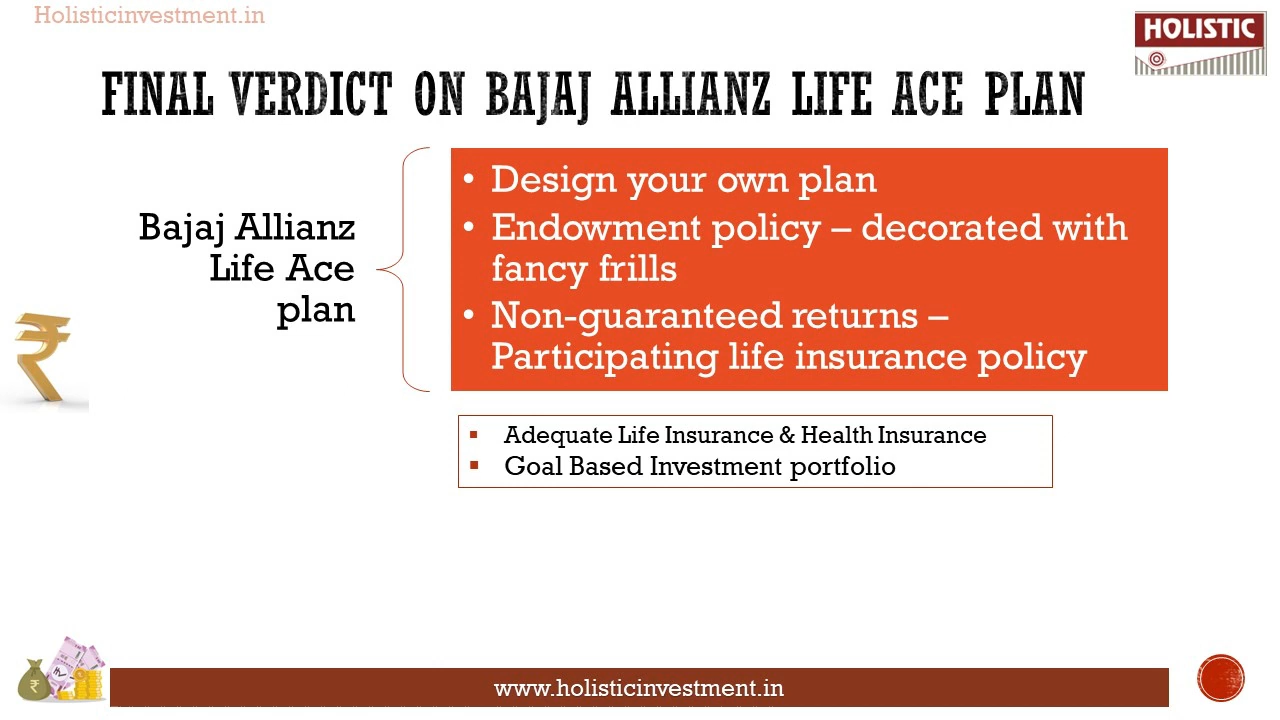 Holisticinvestment.in
HOLISTIC
FINAL VERDICT ON BAJAJ ALLIANZ LIFE ACE PLAN
Bajaj Allianz
Life Ace
plan
• Design your own plan
• Endowment policy – decorated with
fancy frills
• Non-guaranteed returns –
Participating life insurance policy
▪ Adequate Life Insurance & Health Insurance
▪ Goal Based Investment portfolio
www.holisticinvestment.in